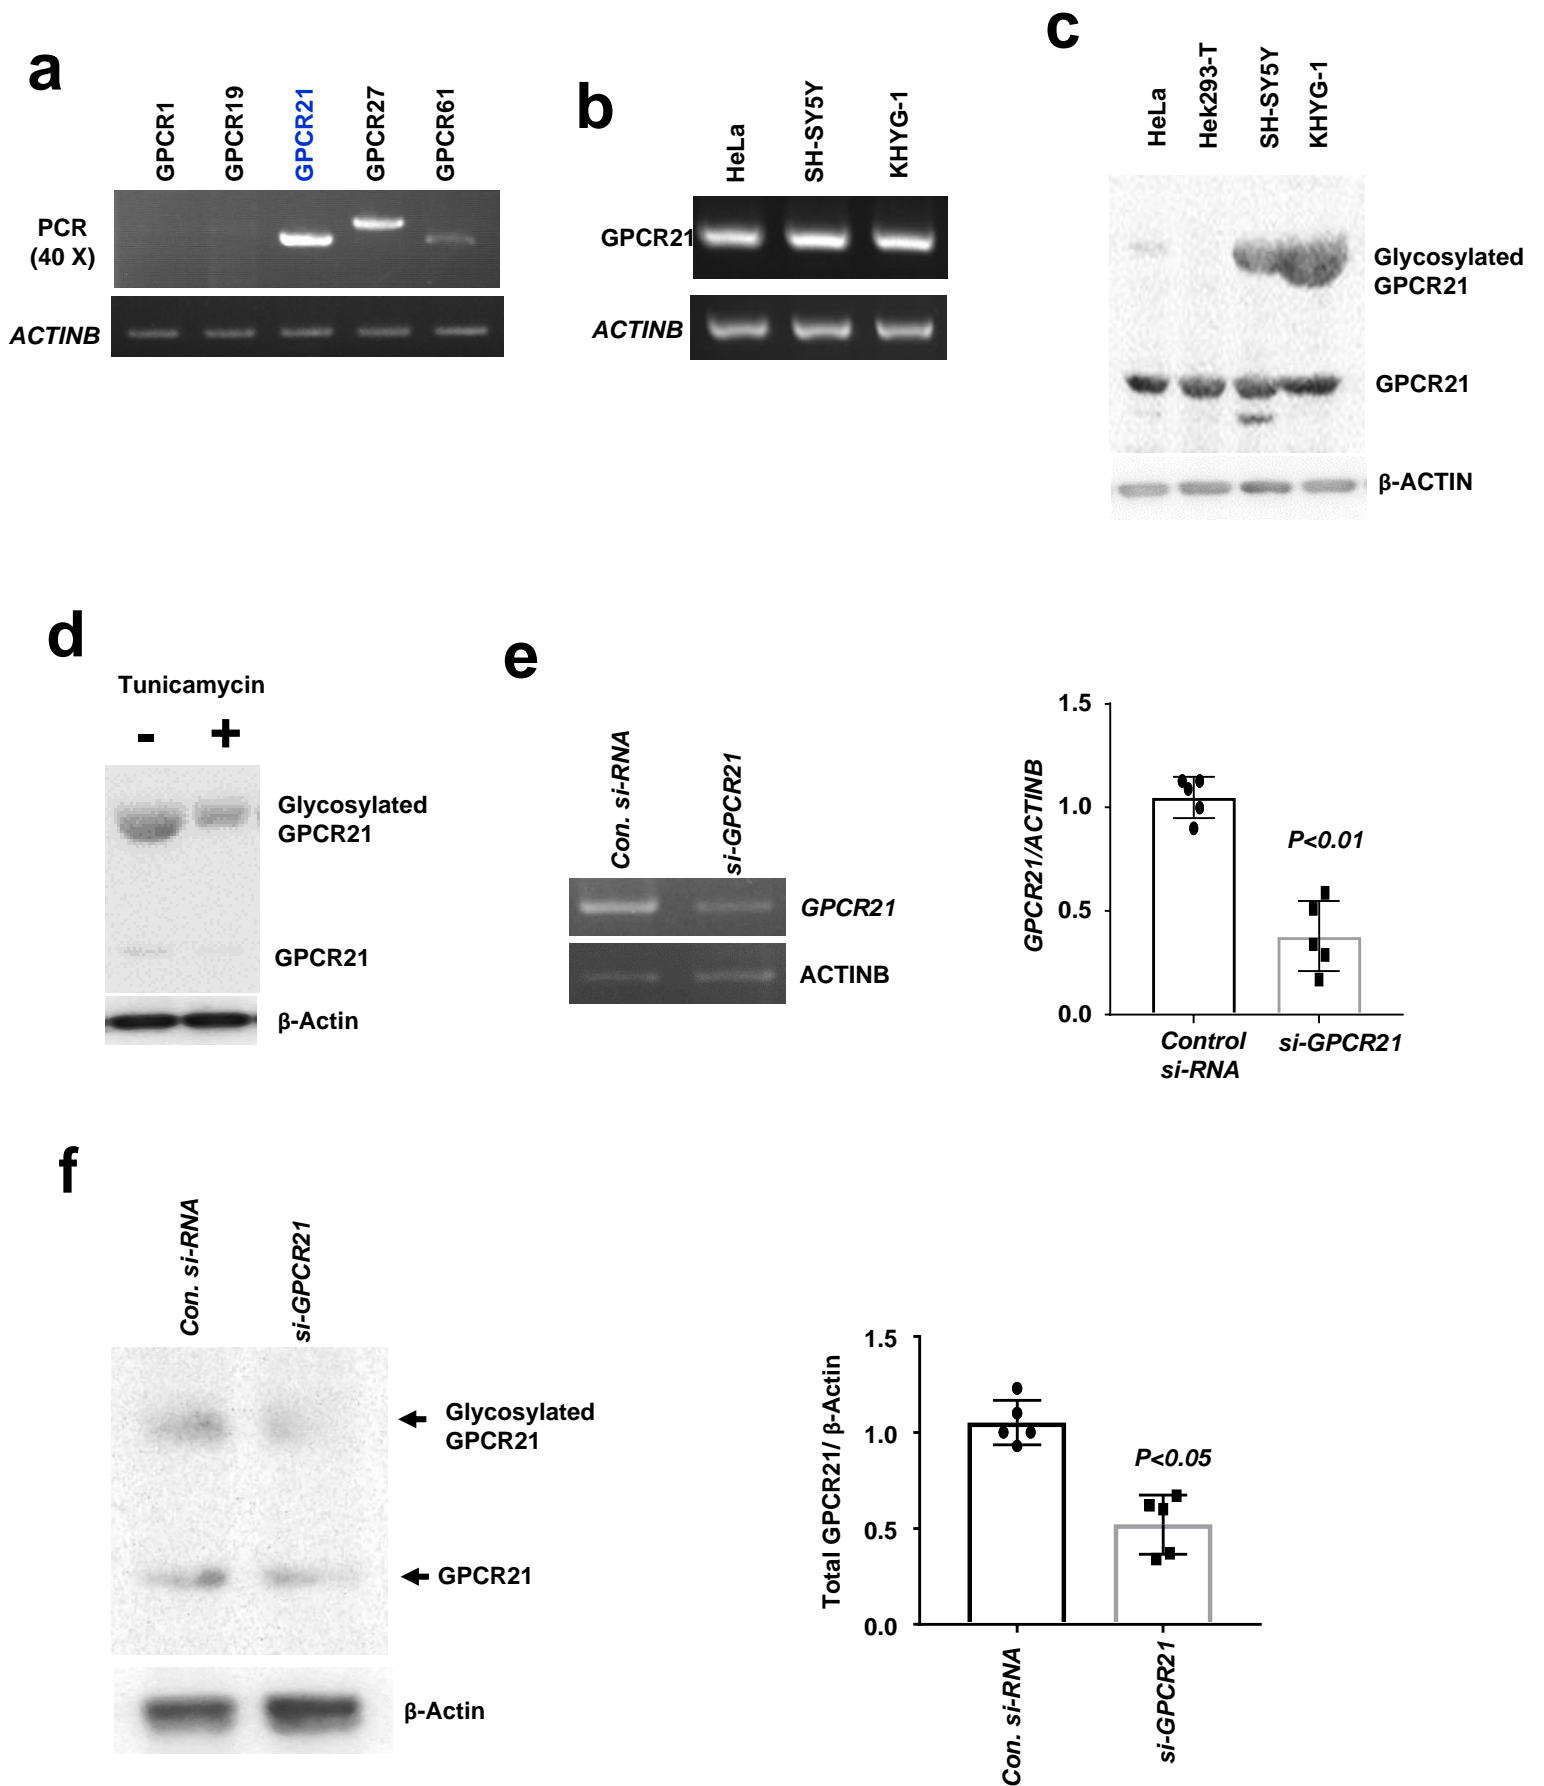 a
GPCR1
GPCR19
GPCR21
GPCR27
GPCR61
PCR
(40 X)
ACTINB
b
HeLa
SH-SY5Y
KHYG-1
GPCR21
ACTINB
c
HeLa
Hek293-T
SH-SY5Y
KHYG-1
Glycosylated
GPCR21
GPCR21
β-ACTIN
d
Tunicamycin
- +
Glycosylated
GPCR21
GPCR21
β-Actin
e
Con. si-RNA
si-GPCR21
GPCR21
ACTINB
GPCR21/ACTINB
1.5
1.0
0.5
0.0
P<0.01
Control
si-RNA
si-GPCR21
f
Con. si-RNA
si-GPCR21
Glycosylated
GPCR21
GPCR21
β-Actin
Total GPCR21/ β-Actin
1.5
1.0
0.5
0.0
P<0.05
Con. si-RNA
si-GPCR21